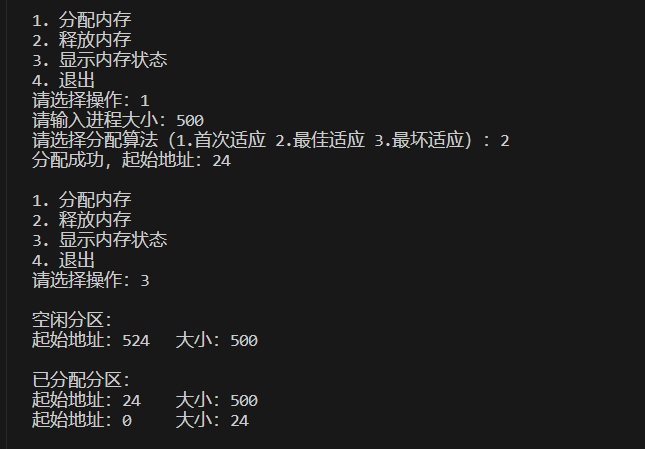 1. 分配内存
2. 释放内存
3. 显示内存状态
4. 退出
请选择操作: 1
请输入进程大小: 500
请选择分配算法（1.首次适应 2.最佳适应 3.最坏适应）: 2
分配成功，起始地址: 24
1. 分配内存
2. 释放内存
3. 显示内存状态
4. 退出
请选择操作: 3
空闲分区:
起始地址: 524 大小: 500
已分配分区:
起始地址: 24 大小: 500
起始地址: 0 大小: 24